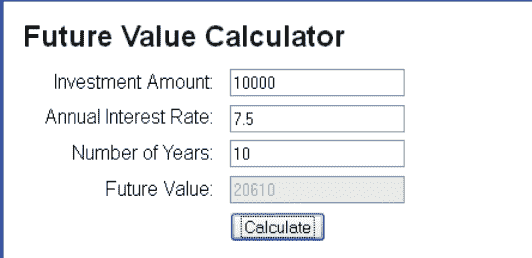 Future Value Calculator
Investment Amount: 10000
Annual Interest Rate: 7.5
Number of Years: 10
Future Value: 20610
Calculate